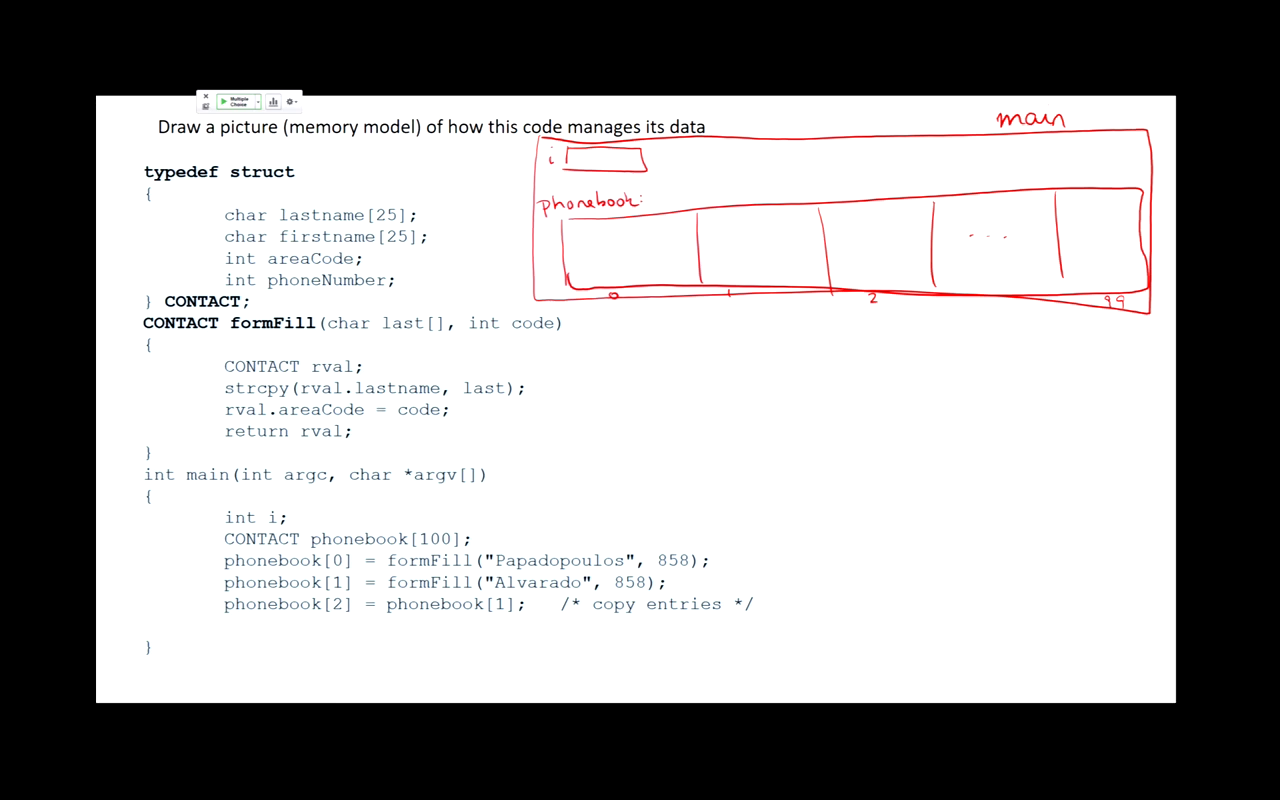 Multiple
Choice
Draw a picture (memory model) of how this code manages its data
main
i
phonebook:
. . .
0 1 2 99
typedef struct
{
char lastname[25];
char firstname[25];
int areaCode;
int phoneNumber;
} CONTACT;
CONTACT formFill(char last[], int code)
{
CONTACT rval;
strcpy(rval.lastname, last);
rval.areaCode = code;
return rval;
}
int main(int argc, char *argv[])
{
int i;
CONTACT phonebook[100];
phonebook[0] = formFill("Papadopoulos", 858);
phonebook[1] = formFill("Alvarado", 858);
phonebook[2] = phonebook[1]; /* copy entries */
}